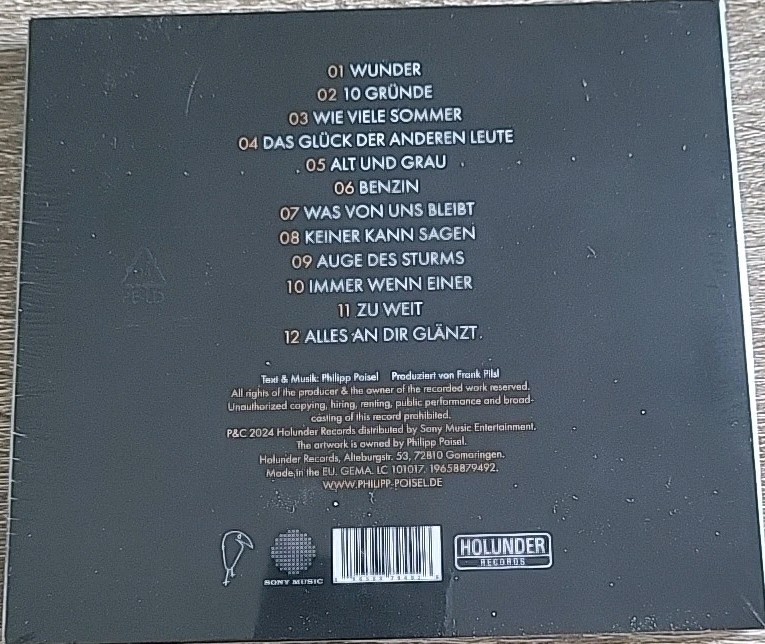 01 WUNDER
02 10 GRÜNDE
03 WIE VIELE SOMMER
04 DAS GLÜCK DER ANDEREN LEUTE
05 ALT UND GRAU
06 BENZIN
07 WAS VON UNS BLEIBT
08 KEINER KANN SAGEN
09 AUGE DES STURMS
10 IMMER WENN EINER
11 ZU WEIT
12 ALLES AN DIR GLÄNZT
Text & Musik: Philipp Poisel Produziert von Frank Pilsl
All rights of the producer & the owner of the recorded work reserved.
Unauthorized copying, hiring, renting, public performance and broad-
casting of this record prohibited.
P&C 2024 Holunder Records distributed by Sony Music Entertainment.
The artwork is owned by Philipp Poisel.
Holunder Records, Alteburgstr. 53, 72810 Gomaringen.
Made in the EU. GEMA. LC 101017. 19658879492.
WWW.PHILIPP-POISEL.DE
PE-LD
SONY MUSIC
HOLUNDER
RECORDS